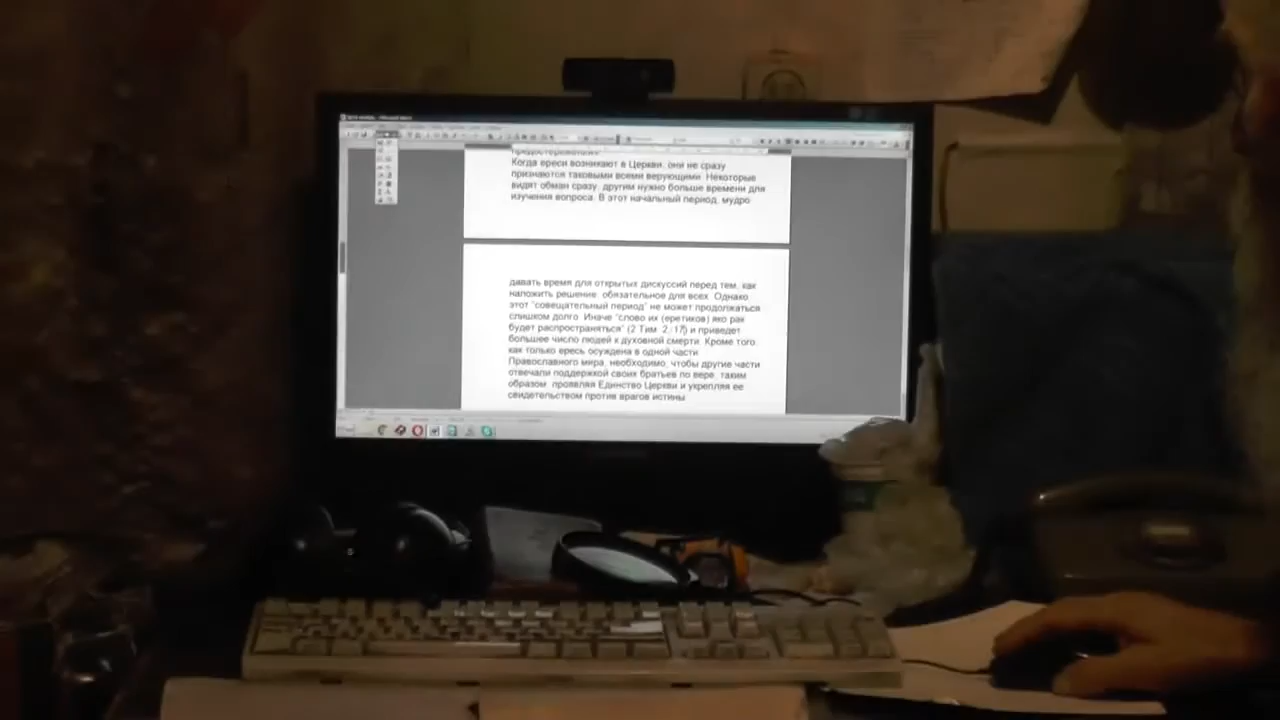 предостережения
Когда ереси возникают в Церкви, они не сразу
признаются таковыми всеми верующими. Некоторые
видят обман сразу, другим нужно больше времени для
изучения вопроса. В этот начальный период, мудро
давать время для открытых дискуссий перед тем, как
наложить решение, обязательное для всех. Однако
этот "совещательный период" не может продолжаться
слишком долго. Иначе "слово их (еретиков) яко рак
будет распространяться" (2 Тим. 2, 17) и приведет
большее число людей к духовной смерти. Кроме того,
как только ересь осуждена в одной части
Православного мира, необходимо, чтобы другие части
отвечали поддержкой своих братьев по вере, таким
образом, проявляя Единство Церкви и укрепляя ее
свидетельством против врагов истины.